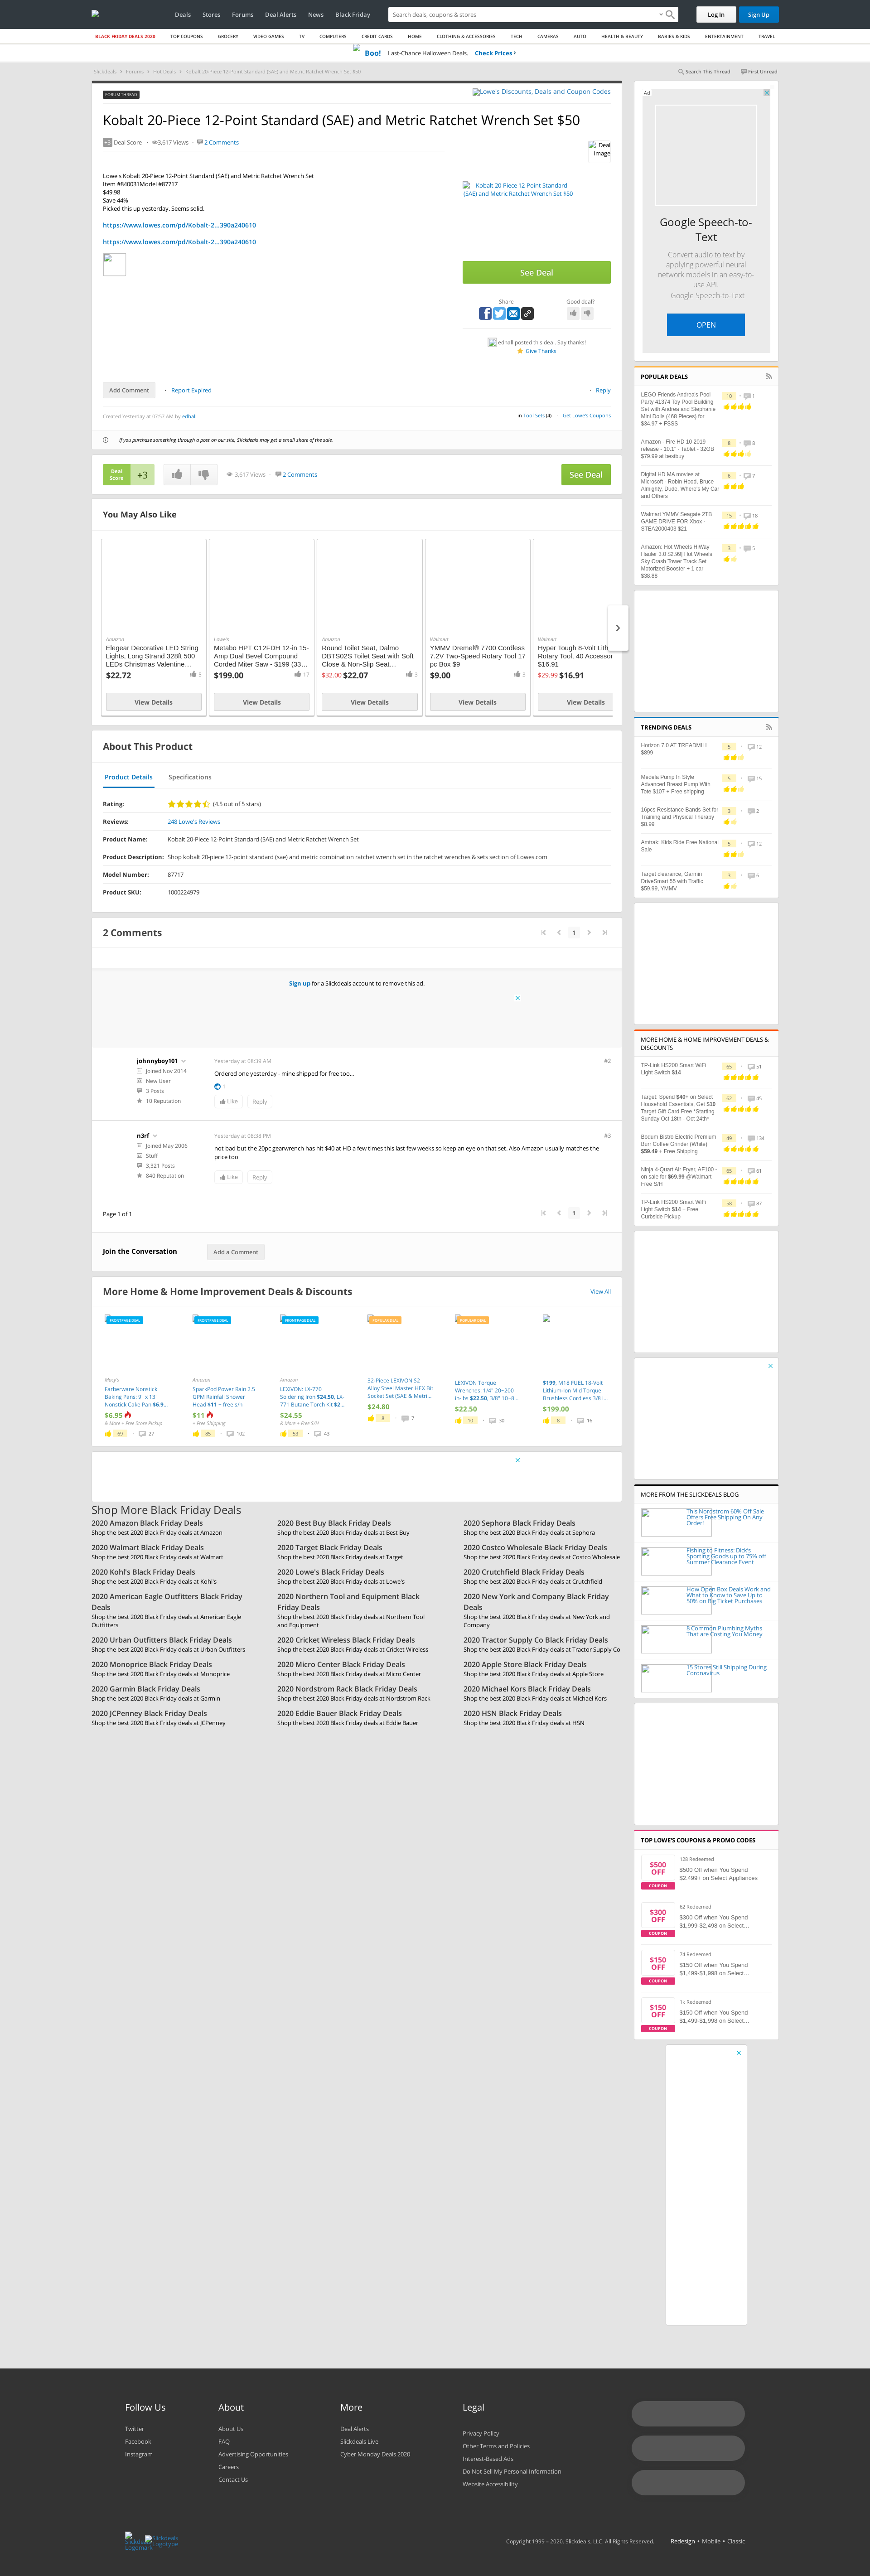 Deals Stores Forums Deal Alerts News Black Friday
Search deals, coupons & stores
Log In Sign Up
BLACK FRIDAY DEALS 2020 TOP COUPONS GROCERY VIDEO GAMES TV COMPUTERS CREDIT CARDS HOME CLOTHING & ACCESSORIES TECH CAMERAS AUTO HEALTH & BEAUTY BABIES & KIDS ENTERTAINMENT TRAVEL
Boo! Last-Chance Halloween Deals. Check Prices ›
Slickdeals › Forums › Hot Deals › Kobalt 20-Piece 12-Point Standard (SAE) and Metric Ratchet Wrench Set $50
Search This Thread First Unread
FORUM THREAD
Lowe's Discounts, Deals and Coupon Codes
Kobalt 20-Piece 12-Point Standard (SAE) and Metric Ratchet Wrench Set $50
+3 Deal Score 3,617 Views 2 Comments
Deal Image
Lowe's Kobalt 20-Piece 12-Point Standard (SAE) and Metric Ratchet Wrench Set
Item #840031Model #87717
$49.98
Save 44%
Picked this up yesterday. Seems solid.
https://www.lowes.com/pd/Kobalt-2...390a240610
https://www.lowes.com/pd/Kobalt-2...390a240610
Kobalt 20-Piece 12-Point Standard
(SAE) and Metric Ratchet Wrench Set $50
See Deal
Share Good deal?
edhall posted this deal. Say thanks!
Give Thanks
Add Comment Report Expired Reply
Created Yesterday at 07:57 AM by edhall
in Tool Sets (4) Get Lowe's Coupons
If you purchase something through a post on our site, Slickdeals may get a small share of the sale.
Deal Score +3 3,617 Views 2 Comments See Deal
You May Also Like
Amazon
Elegear Decorative LED String Lights, Long Strand 328ft 500 LEDs Christmas Valentine…
$22.72 5
View Details
Lowe's
Metabo HPT C12FDH 12-in 15-Amp Dual Bevel Compound Corded Miter Saw - $199 (33…
$199.00 17
View Details
Amazon
Round Toilet Seat, Dalmo DBTS02S Toilet Seat with Soft Close & Non-Slip Seat…
$32.00 $22.07 3
View Details
Walmart
YMMV Dremel® 7700 Cordless 7.2V Two-Speed Rotary Tool 17 pc Box $9
$9.00 3
View Details
Walmart
Hyper Tough 8-Volt Lith
Rotary Tool, 40 Accessor
$16.91
$29.99 $16.91
View Details
About This Product
Product Details Specifications
Rating: (4.5 out of 5 stars)
Reviews: 248 Lowe's Reviews
Product Name: Kobalt 20-Piece 12-Point Standard (SAE) and Metric Ratchet Wrench Set
Product Description: Shop kobalt 20-piece 12-point standard (sae) and metric combination ratchet wrench set in the ratchet wrenches & sets section of Lowes.com
Model Number: 87717
Product SKU: 1000224979
2 Comments 1
Sign up for a Slickdeals account to remove this ad.
johnnyboy101 Yesterday at 08:39 AM #2
Joined Nov 2014
New User
3 Posts
10 Reputation
Ordered one yesterday - mine shipped for free too...
1
Like Reply
n3rf Yesterday at 08:38 PM #3
Joined May 2006
Stuff
3,321 Posts
840 Reputation
not bad but the 20pc gearwrench has hit $40 at HD a few times this last few weeks so keep an eye on that set. Also Amazon usually matches the price too
Like Reply
Page 1 of 1 1
Join the Conversation Add a Comment
More Home & Home Improvement Deals & Discounts View All
FRONTPAGE DEAL
Macy's
Farberware Nonstick Baking Pans: 9" x 13" Nonstick Cake Pan $6.9…
$6.95
& More + Free Store Pickup
69 27
FRONTPAGE DEAL
Amazon
SparkPod Power Rain 2.5 GPM Rainfall Shower Head $11 + free s/h
$11
+ Free Shipping
85 102
FRONTPAGE DEAL
Amazon
LEXIVON: LX-770 Soldering Iron $24.50, LX-771 Butane Torch Kit $2…
$24.55
& More + Free S/H
53 43
POPULAR DEAL
32-Piece LEXIVON S2 Alloy Steel Master HEX Bit Socket Set (SAE & Metri…
$24.80
8 7
POPULAR DEAL
LEXIVON Torque Wrenches: 1/4" 20~200 in-lbs $22.50, 3/8" 10~8…
$22.50
10 30
$199, M18 FUEL 18-Volt Lithium-Ion Mid Torque Brushless Cordless 3/8 i…
$199.00
8 16
Shop More Black Friday Deals
2020 Amazon Black Friday Deals
Shop the best 2020 Black Friday deals at Amazon
2020 Best Buy Black Friday Deals
Shop the best 2020 Black Friday deals at Best Buy
2020 Sephora Black Friday Deals
Shop the best 2020 Black Friday deals at Sephora
2020 Walmart Black Friday Deals
Shop the best 2020 Black Friday deals at Walmart
2020 Target Black Friday Deals
Shop the best 2020 Black Friday deals at Target
2020 Costco Wholesale Black Friday Deals
Shop the best 2020 Black Friday deals at Costco Wholesale
2020 Kohl's Black Friday Deals
Shop the best 2020 Black Friday deals at Kohl's
2020 Lowe's Black Friday Deals
Shop the best 2020 Black Friday deals at Lowe's
2020 Crutchfield Black Friday Deals
Shop the best 2020 Black Friday deals at Crutchfield
2020 American Eagle Outfitters Black Friday Deals
Shop the best 2020 Black Friday deals at American Eagle Outfitters
2020 Northern Tool and Equipment Black Friday Deals
Shop the best 2020 Black Friday deals at Northern Tool and Equipment
2020 New York and Company Black Friday Deals
Shop the best 2020 Black Friday deals at New York and Company
2020 Urban Outfitters Black Friday Deals
Shop the best 2020 Black Friday deals at Urban Outfitters
2020 Cricket Wireless Black Friday Deals
Shop the best 2020 Black Friday deals at Cricket Wireless
2020 Tractor Supply Co Black Friday Deals
Shop the best 2020 Black Friday deals at Tractor Supply Co
2020 Monoprice Black Friday Deals
Shop the best 2020 Black Friday deals at Monoprice
2020 Micro Center Black Friday Deals
Shop the best 2020 Black Friday deals at Micro Center
2020 Apple Store Black Friday Deals
Shop the best 2020 Black Friday deals at Apple Store
2020 Garmin Black Friday Deals
Shop the best 2020 Black Friday deals at Garmin
2020 Nordstrom Rack Black Friday Deals
Shop the best 2020 Black Friday deals at Nordstrom Rack
2020 Michael Kors Black Friday Deals
Shop the best 2020 Black Friday deals at Michael Kors
2020 JCPenney Black Friday Deals
Shop the best 2020 Black Friday deals at JCPenney
2020 Eddie Bauer Black Friday Deals
Shop the best 2020 Black Friday deals at Eddie Bauer
2020 HSN Black Friday Deals
Shop the best 2020 Black Friday deals at HSN
Ad
Google Speech-to-Text
Convert audio to text by applying powerful neural network models in an easy-to-use API.
Google Speech-to-Text
OPEN
POPULAR DEALS
LEGO Friends Andrea's Pool Party 41374 Toy Pool Building Set with Andrea and Stephanie Mini Dolls (468 Pieces) for $34.97 + FSSS 10 1
Amazon - Fire HD 10 2019 release - 10.1" - Tablet - 32GB $79.99 at bestbuy 8 8
Digital HD MA movies at Microsoft - Robin Hood, Bruce Almighty, Dude, Where's My Car and Others 6 7
Walmart YMMV Seagate 2TB GAME DRIVE FOR Xbox - STEA2000403 $21 15 18
Amazon: Hot Wheels HiWay Hauler 3.0 $2.99| Hot Wheels Sky Crash Tower Track Set Motorized Booster + 1 car $38.68 3 5
TRENDING DEALS
Horizon 7.0 AT TREADMILL $899 5 12
Medela Pump In Style Advanced Breast Pump With Tote $107 + Free shipping 5 15
16pcs Resistance Bands Set for Training and Physical Therapy $8.99 3 2
Amtrak: Kids Ride Free National Sale 5 12
Target clearance, Garmin DriveSmart 55 with Traffic $59.99, YMMV 3 6
MORE HOME & HOME IMPROVEMENT DEALS & DISCOUNTS
TP-Link HS200 Smart WiFi Light Switch $14 65 51
Target: Spend $40+ on Select Household Essentials, Get $10 Target Gift Card Free *Starting Sunday Oct 18th - Oct 24th* 62 45
Bodum Bistro Electric Premium Burr Coffee Grinder (White) $59.49 + Free Shipping 49 134
Ninja 4-Quart Air Fryer, AF100 - on sale for $69.99 @Walmart Free S/H 65 61
TP-Link HS200 Smart WiFi Light Switch $14 + Free Curbside Pickup 58 87
MORE FROM THE SLICKDEALS BLOG
This Nordstrom 60% Off Sale Offers Free Shipping On Any Order!
Fishing to Fitness: Dick's Sporting Goods up to 75% off Summer Clearance Event
How Open Box Deals Work and What to Know to Save Up to 50% on Big Ticket Purchases
8 Common Plumbing Myths That are Costing You Money
15 Stores Still Shipping During Coronavirus
TOP LOWE'S COUPONS & PROMO CODES
$500 OFF COUPON
128 Redeemed
$500 Off when You Spend $2,499+ on Select Appliances
$300 OFF COUPON
62 Redeemed
$300 Off when You Spend $1,999-$2,498 on Select…
$150 OFF COUPON
74 Redeemed
$150 Off when You Spend $1,499-$1,998 on Select…
$150 OFF COUPON
1k Redeemed
$150 Off when You Spend $1,499-$1,998 on Select…
Follow Us
Twitter
Facebook
Instagram
About
About Us
FAQ
Advertising Opportunities
Careers
Contact Us
More
Deal Alerts
Slickdeals Live
Cyber Monday Deals 2020
Legal
Privacy Policy
Other Terms and Policies
Interest-Based Ads
Do Not Sell My Personal Information
Website Accessibility
Slickdeals Logotype
Copyright 1999 – 2020. Slickdeals, LLC. All Rights Reserved. Redesign • Mobile • Classic